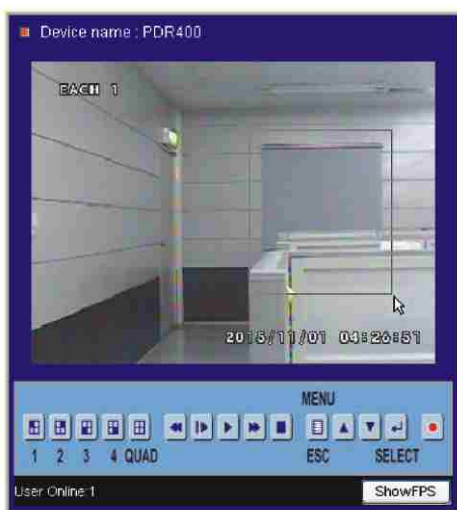 Device name : PDR400
EACH 1
2015/11/01 04:26:51
MENU
1 2 3 4 QUAD ESC SELECT
User Online:1 ShowFPS